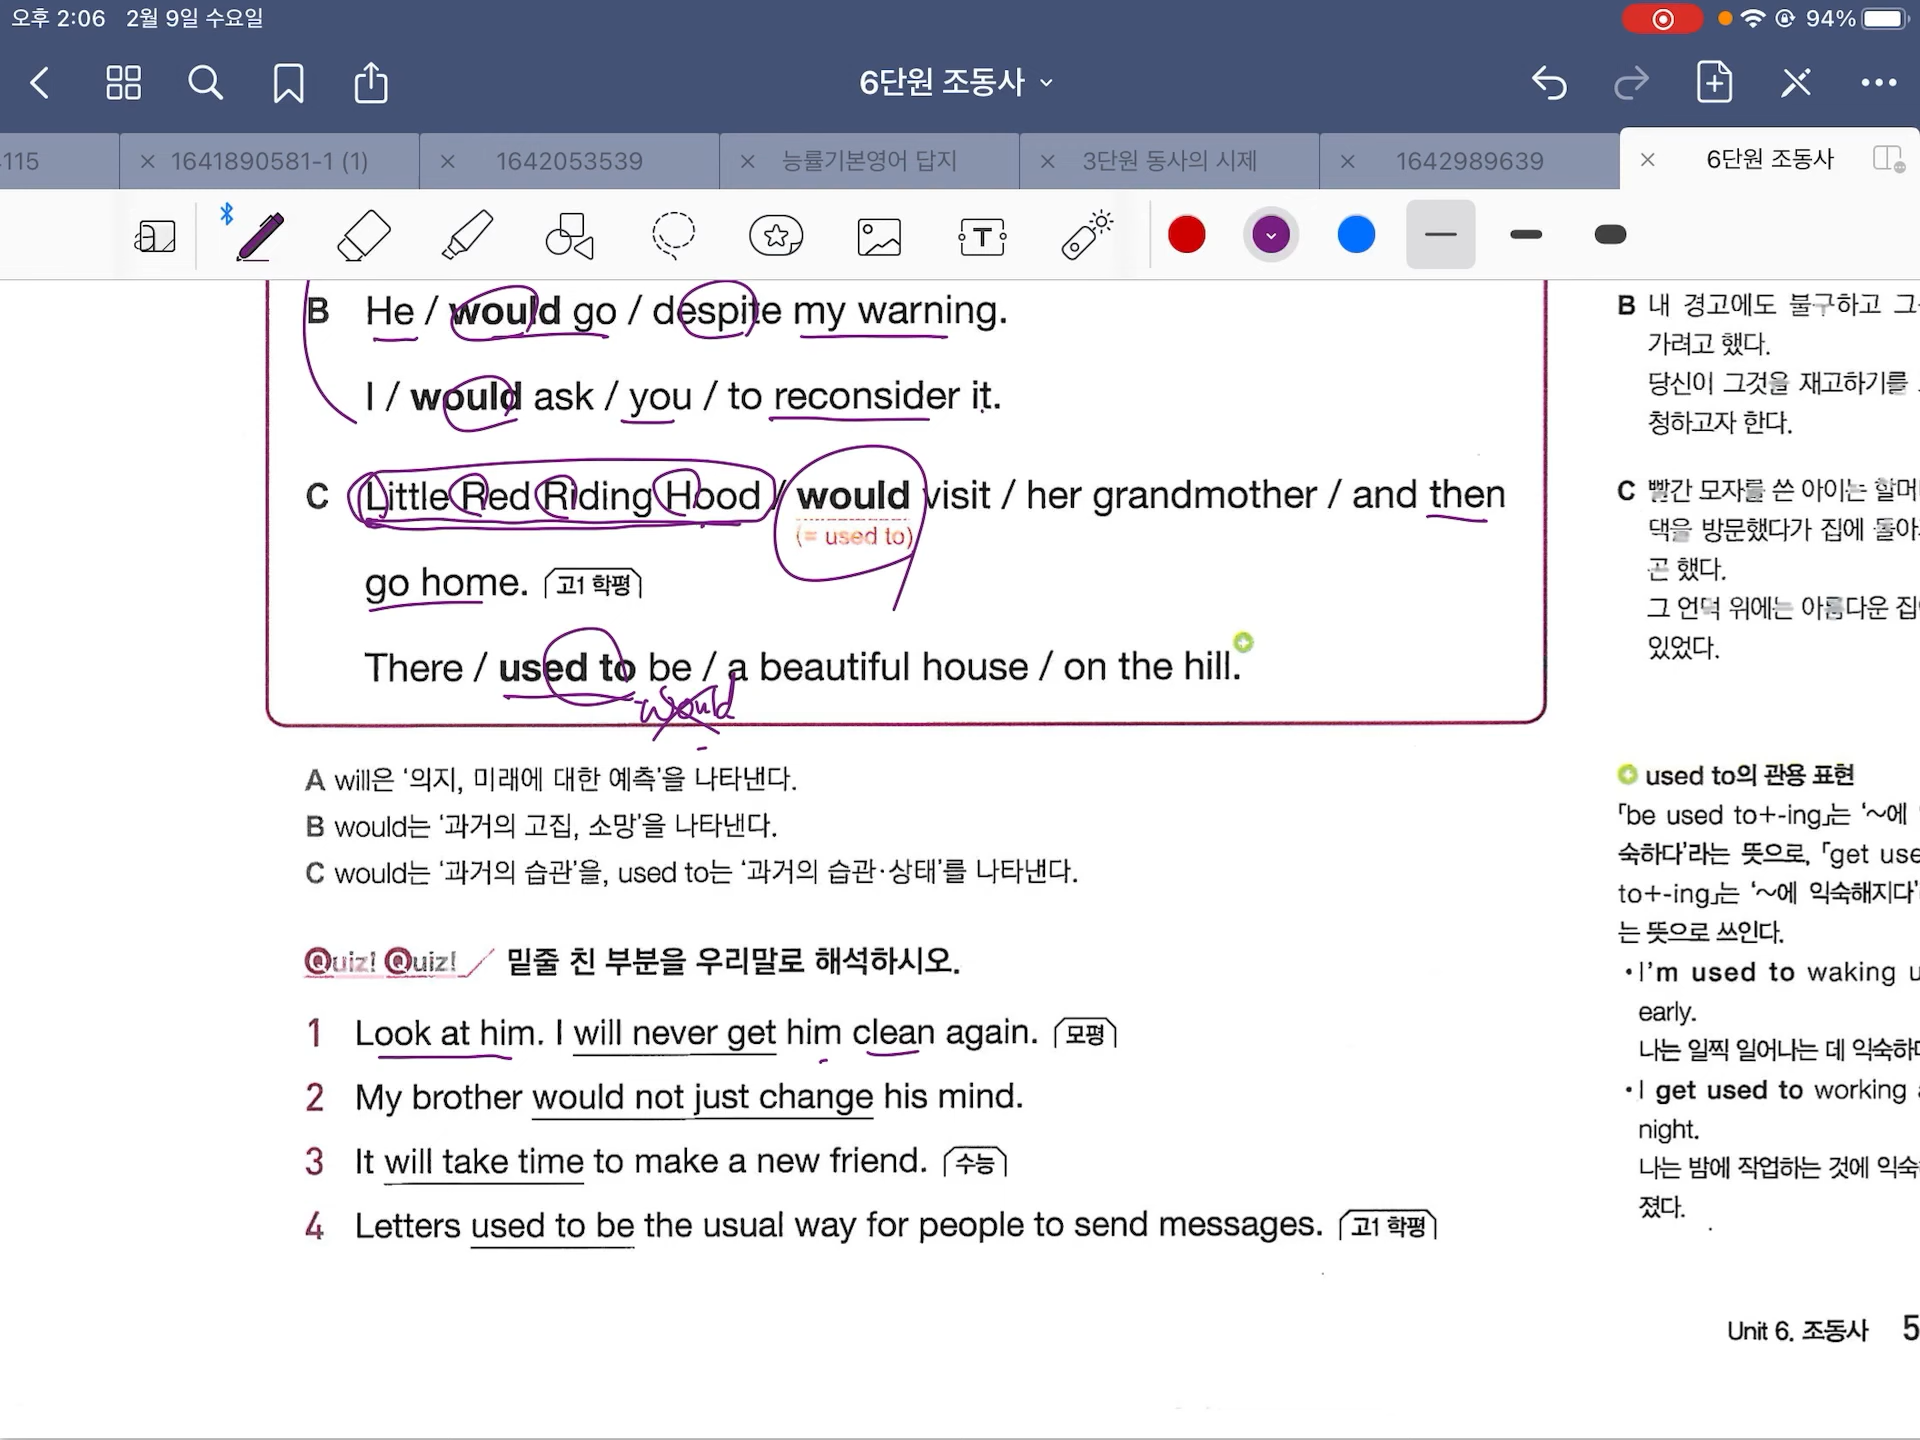 오후 2:06 2월 9일 수요일
94%
6단원 조동사
115
1641890581-1 (1)
1642053539
능률기본영어 답지
3단원 동사의 시제
1642989639
6단원 조동사
B He / would go / despite my warning.
I / would ask / you / to reconsider it.
C Little Red Riding Hood / would visit / her grandmother / and then
(= used to)
go home. 고1 학평
There / used to be / a beautiful house / on the hill.
would
A will은 ‘의지, 미래에 대한 예측’을 나타낸다.
B would는 ‘과거의 고집, 소망’을 나타낸다.
C would는 ‘과거의 습관’을, used to는 ‘과거의 습관·상태’를 나타낸다.
Quiz! Quiz! 밑줄 친 부분을 우리말로 해석하시오.
1 Look at him. I will never get him clean again. 모평
2 My brother would not just change his mind.
3 It will take time to make a new friend. 수능
4 Letters used to be the usual way for people to send messages. 고1 학평
B 내 경고에도 불구하고 그
가려고 했다.
당신이 그것을 재고하기를
청하고자 한다.
C 빨간 모자를 쓴 아이는 할머
댁을 방문했다가 집에 돌아
곤 했다.
그 언덕 위에는 아름다운 집
있었다.
used to의 관용 표현
「be used to+-ing」는 ‘~에
숙하다’라는 뜻으로, 「get use
to+-ing」는 ‘~에 익숙해지다’
는 뜻으로 쓰인다.
•I’m used to waking u
early.
나는 일찍 일어나는 데 익숙하
•I get used to working a
night.
나는 밤에 작업하는 것에 익숙
졌다.
Unit 6. 조동사 5